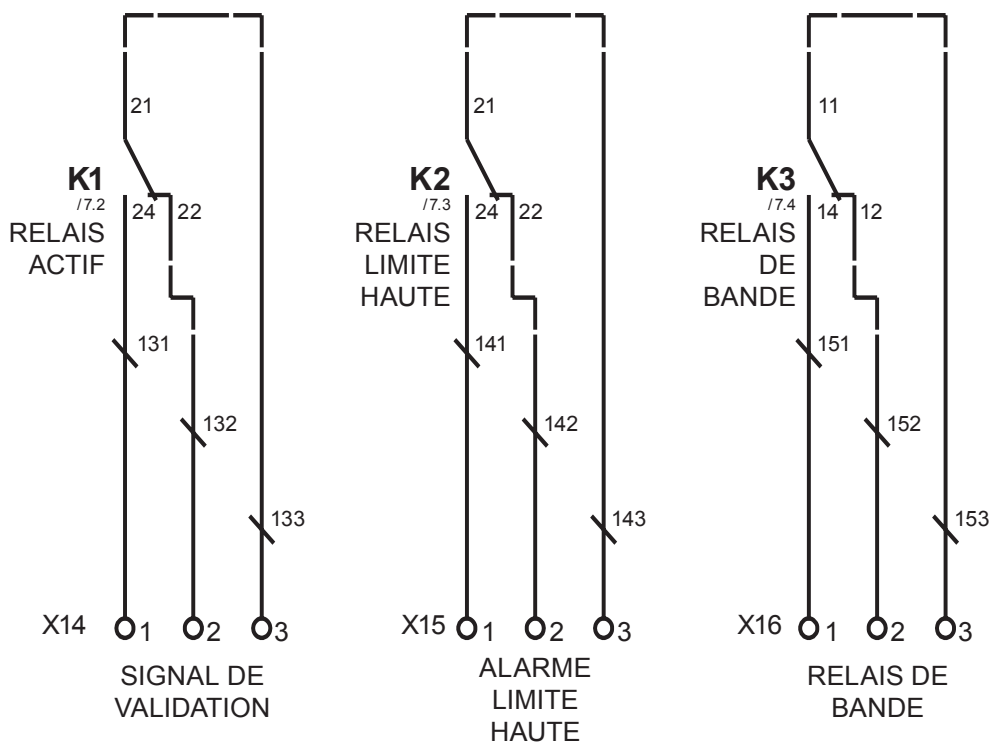 21
K1
/7.2
24 22
RELAIS
ACTIF
131
132
133
X14 1 2 3
SIGNAL DE
VALIDATION
21
K2
/7.3
24 22
RELAIS
LIMITE
HAUTE
141
142
143
X15 1 2 3
ALARME
LIMITE
HAUTE
11
K3
/7.4
14 12
RELAIS
DE
BANDE
151
152
153
X16 1 2 3
RELAIS DE
BANDE